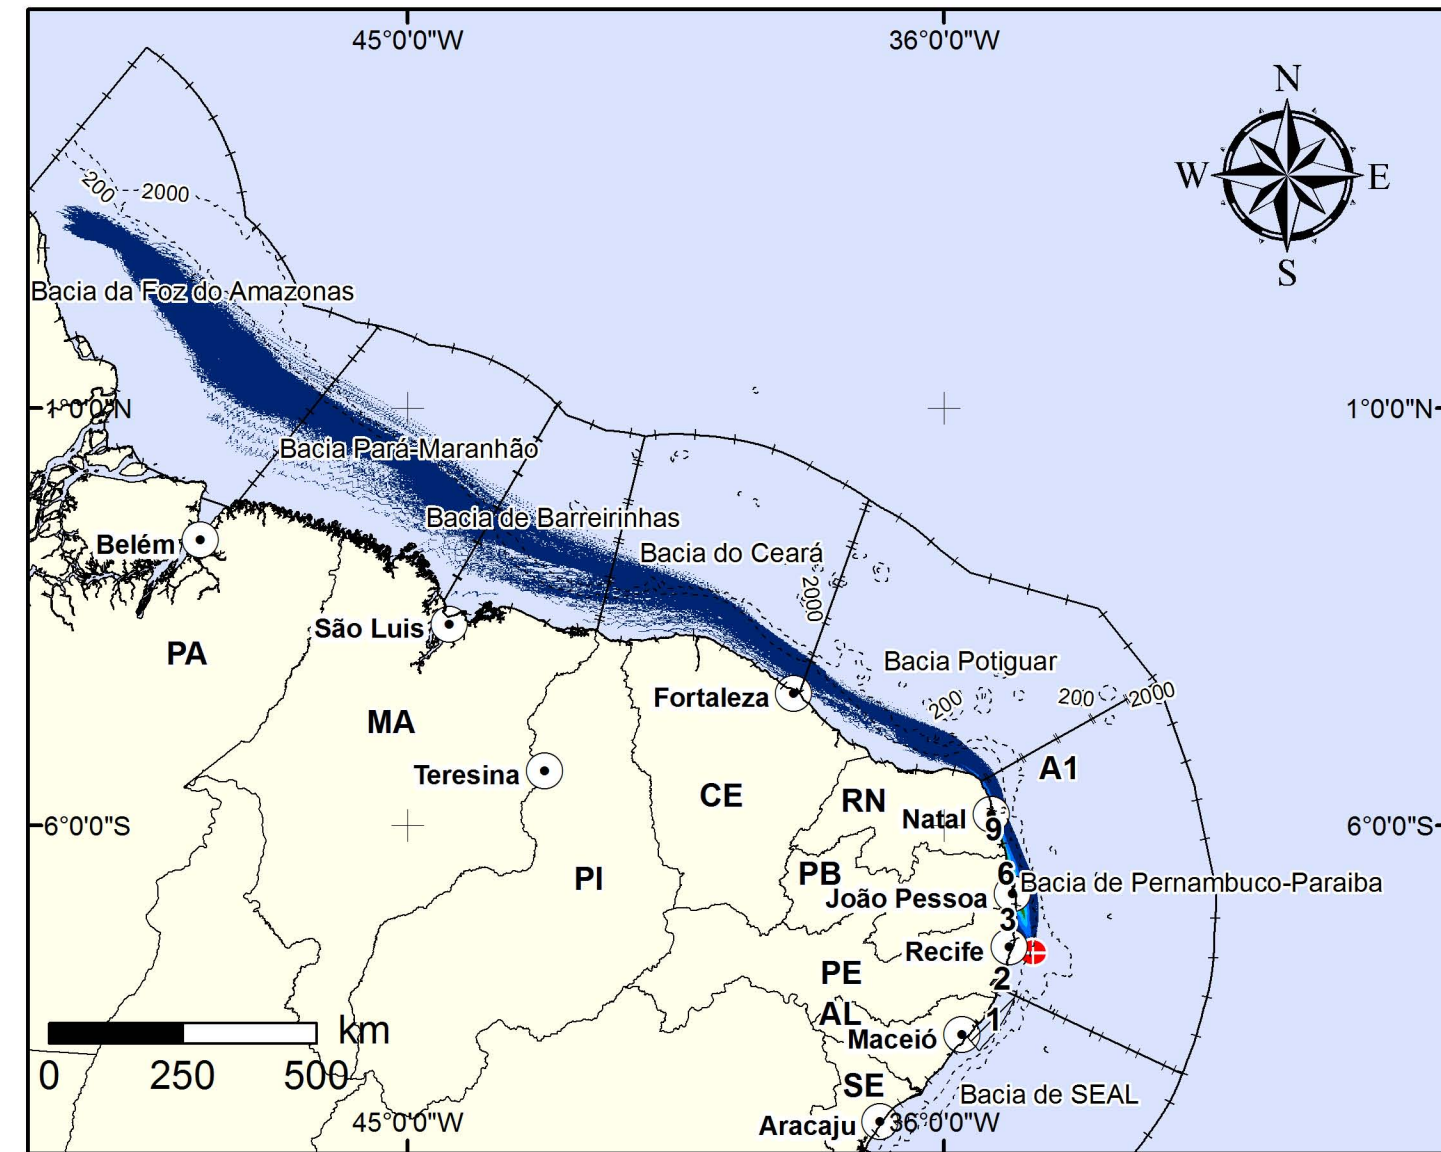 45°0'0"W
36°0'0"W
N
W
E
S
200
2000
Bacia da Foz do Amazonas
1°0'0"N
1°0'0"N
Bacia Pará-Maranhão
Bacia de Barreirinhas
Belém
Bacia do Ceará
2000
São Luis
PA
Bacia Potiguar
Fortaleza
200
200
2000
MA
Teresina
A1
CE
RN
Natal
9
6°0'0"S
6°0'0"S
PI
PB
6
Bacia de Pernambuco-Paraiba
João Pessoa
3
Recife
PE
2
AL
1
Maceió
km
0
250
500
SE
Bacia de SEAL
45°0'0"W
Aracaju
36°0'0"W